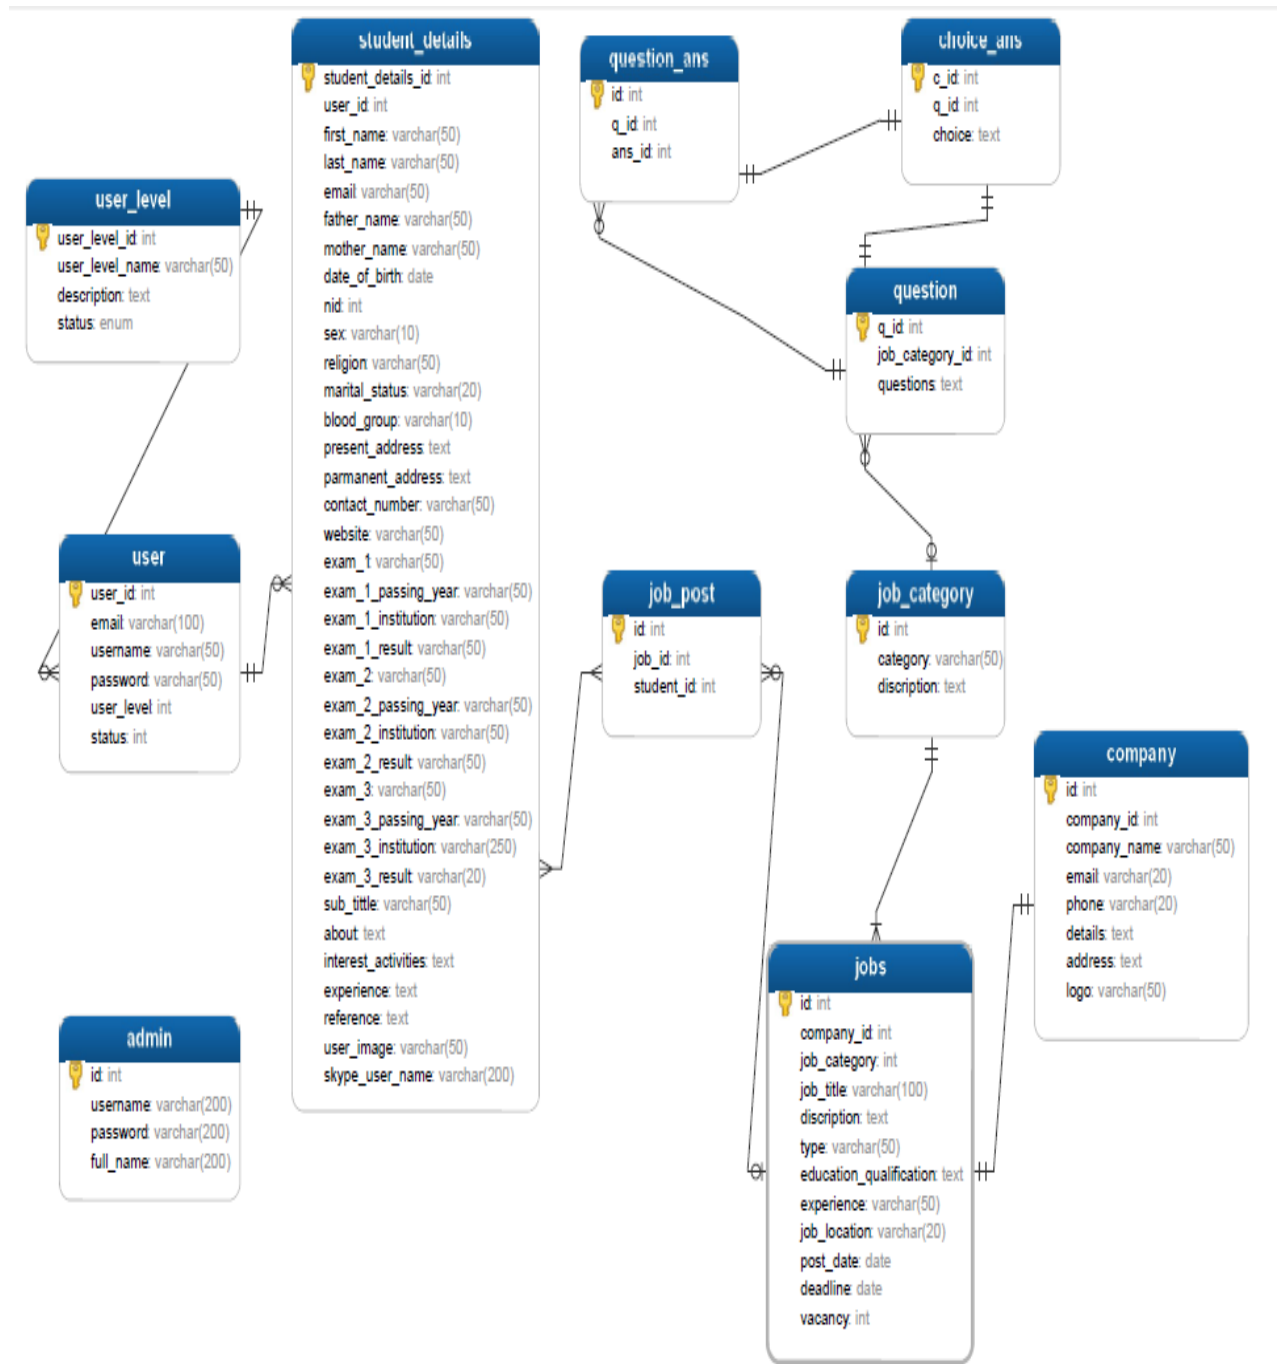 student_details
student_details_id: int
user_id: int
first_name: varchar(50)
last_name: varchar(50)
email: varchar(50)
father_name: varchar(50)
mother_name: varchar(50)
date_of_birth: date
nid: int
sex: varchar(10)
religion: varchar(50)
marital_status: varchar(20)
blood_group: varchar(10)
present_address: text
parmanent_address: text
contact_number: varchar(50)
website: varchar(50)
exam_1: varchar(50)
exam_1_passing_year: varchar(50)
exam_1_institution: varchar(50)
exam_1_result: varchar(50)
exam_2: varchar(50)
exam_2_passing_year: varchar(50)
exam_2_institution: varchar(50)
exam_2_result: varchar(50)
exam_3: varchar(50)
exam_3_passing_year: varchar(50)
exam_3_institution: varchar(250)
exam_3_result: varchar(20)
sub_tittle: varchar(50)
about: text
interest_activities: text
experience: text
reference: text
user_image: varchar(50)
skype_user_name: varchar(200)
question_ans
id: int
q_id: int
ans_id: int
choice_ans
c_id: int
q_id: int
choice: text
user_level
user_level_id: int
user_level_name: varchar(50)
description: text
status: enum
question
q_id: int
job_category_id: int
questions: text
user
user_id: int
email: varchar(100)
username: varchar(50)
password: varchar(50)
user_level: int
status: int
job_post
id: int
job_id: int
student_id: int
job_category
id: int
category: varchar(50)
discription: text
company
id: int
company_id: int
company_name: varchar(50)
email: varchar(20)
phone: varchar(20)
details: text
address: text
logo: varchar(50)
jobs
id: int
company_id: int
job_category: int
job_title: varchar(100)
discription: text
type: varchar(50)
education_qualification: text
experience: varchar(50)
job_location: varchar(20)
post_date: date
deadline: date
vacancy: int
admin
id: int
username: varchar(200)
password: varchar(200)
full_name: varchar(200)